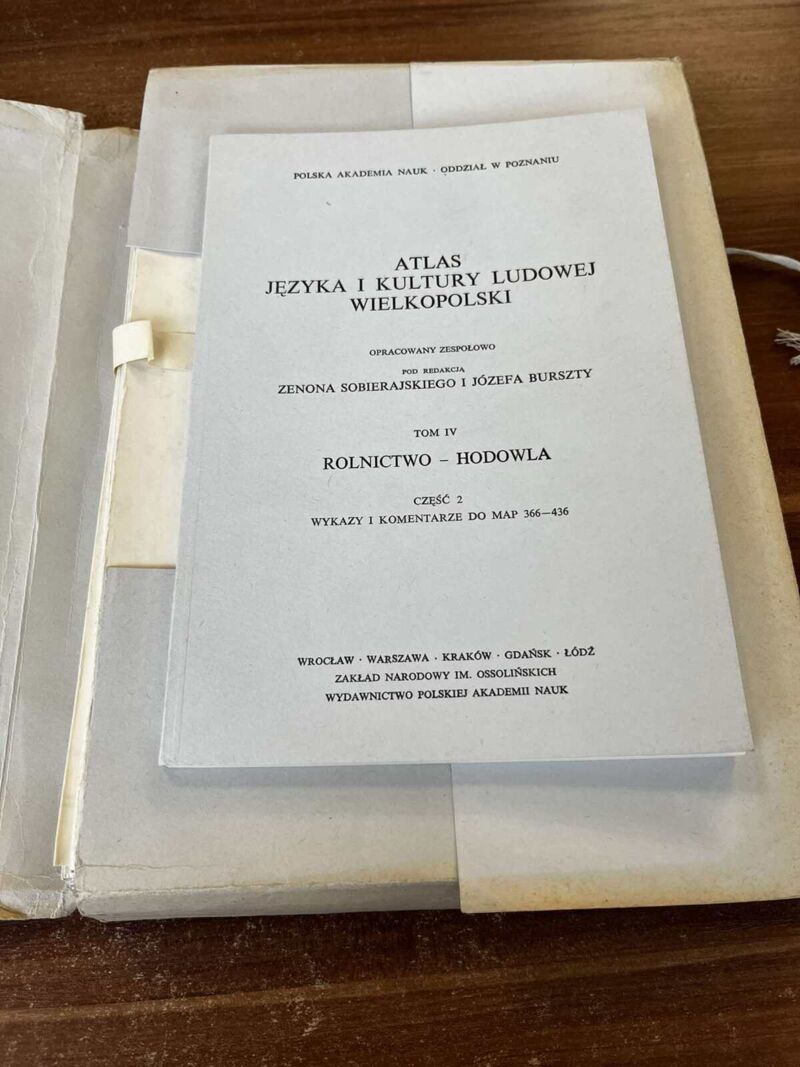 POLSKA AKADEMIA NAUK · ODDZIAŁ W POZNANIU
ATLAS
JĘZYKA I KULTURY LUDOWEJ
WIELKOPOLSKI
OPRACOWANY ZESPOŁOWO
POD REDAKCJĄ
ZENONA SOBIERAJSKIEGO I JÓZEFA BURSZTY
TOM IV
ROLNICTWO – HODOWLA
CZĘŚĆ 2
WYKAZY I KOMENTARZE DO MAP 366—436
WROCŁAW · WARSZAWA · KRAKÓW · GDAŃSK · ŁÓDŹ
ZAKŁAD NARODOWY IM. OSSOLIŃSKICH
WYDAWNICTWO POLSKIEJ AKADEMII NAUK